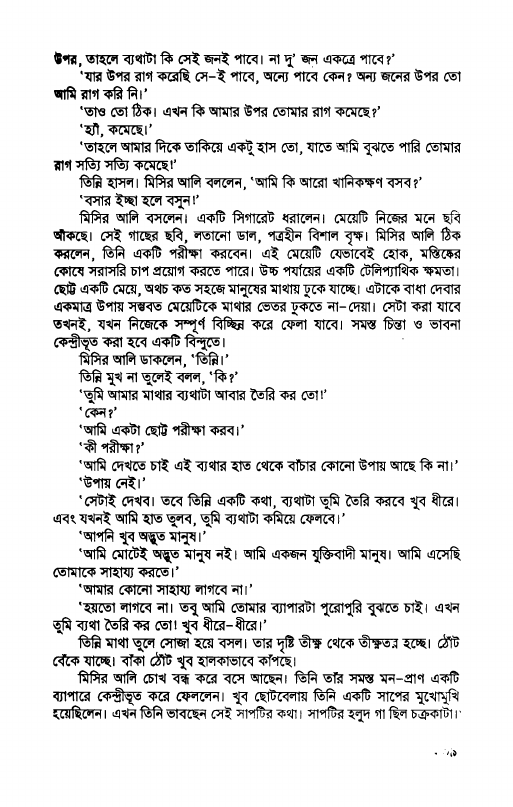 উপর, তাহলে ব্যথাটা কি সেই জনই পাবে। না দু' জন একত্রে পাবে?'
'যার উপর রাগ করেছি সে–ই পাবে, অন্যে পাবে কেন? অন্য জনের উপর তো
আমি রাগ করি নি।'
'তাও তো ঠিক। এখন কি আমার উপর তোমার রাগ কমেছে?'
'হ্যাঁ, কমেছে।'
'তাহলে আমার দিকে তাকিয়ে একটু হাস তো, যাতে আমি বুঝতে পারি তোমার
রাগ সত্যি সত্যি কমেছে!'
তিন্নি হাসল। মিসির আলি বললেন, 'আমি কি আরো খানিকক্ষণ বসব?'
'বসার ইচ্ছা হলে বসুন!'
মিসির আলি বসলেন। একটি সিগারেট ধরালেন। মেয়েটি নিজের মনে ছবি
আঁকছে। সেই গাছের ছবি, লতানো ডাল, পত্রহীন বিশাল বৃক্ষ। মিসির আলি ঠিক
করলেন, তিনি একটি পরীক্ষা করবেন। এই মেয়েটি যেভাবেই হোক, মস্তিষ্কের
কোষে সরাসরি চাপ প্রয়োগ করতে পারে। উচ্চ পর্যায়ের একটি টেলিপ্যাথিক ক্ষমতা।
ছোট্ট একটি মেয়ে, অথচ কত সহজে মানুষের মাথায় ঢুকে যাচ্ছে। এটাকে বাধা দেবার
একমাত্র উপায় সম্ভবত মেয়েটিকে মাথার ভেতর ঢুকতে না–দেয়া। সেটা করা যাবে
তখনই, যখন নিজেকে সম্পূর্ণ বিচ্ছিন্ন করে ফেলা যাবে। সমস্ত চিন্তা ও ভাবনা
কেন্দ্রীভূত করা হবে একটি বিন্দুতে।
মিসির আলি ডাকলেন, 'তিন্নি।'
তিন্নি মুখ না তুলেই বলল, 'কি?'
'তুমি আমার মাথার ব্যথাটা আবার তৈরি কর তো!'
'কেন?'
'আমি একটা ছোট্ট পরীক্ষা করব।'
'কী পরীক্ষা?'
'আমি দেখতে চাই এই ব্যথার হাত থেকে বাঁচার কোনো উপায় আছে কি না।'
'উপায় নেই।'
'সেটাই দেখব। তবে তিন্নি একটি কথা, ব্যথাটা তুমি তৈরি করবে খুব ধীরে।
এবং যখনই আমি হাত তুলব, তুমি ব্যথাটা কমিয়ে ফেলবে।'
'আপনি খুব অদ্ভুত মানুষ।'
'আমি মোটেই অদ্ভুত মানুষ নই। আমি একজন যুক্তিবাদী মানুষ। আমি এসেছি
তোমাকে সাহায্য করতে।'
'আমার কোনো সাহায্য লাগবে না।'
'হয়তো লাগবে না। তবু আমি তোমার ব্যাপারটা পুরোপুরি বুঝতে চাই। এখন
তুমি ব্যথা তৈরি কর তো! খুব ধীরে–ধীরে।'
তিন্নি মাথা তুলে সোজা হয়ে বসল। তার দৃষ্টি তীক্ষ্ণ থেকে তীক্ষ্ণতর হচ্ছে। ঠোঁট
বেঁকে যাচ্ছে। বাঁকা ঠোঁট খুব হালকাভাবে কাঁপছে।
মিসির আলি চোখ বন্ধ করে বসে আছেন। তিনি তাঁর সমস্ত মন–প্রাণ একটি
ব্যাপারে কেন্দ্রীভূত করে ফেললেন। খুব ছোটবেলায় তিনি একটি সাপের মুখোমুখি
হয়েছিলেন। এখন তিনি ভাবছেন সেই সাপটির কথা। সাপটির হলুদ গা ছিল চক্রকাটা।